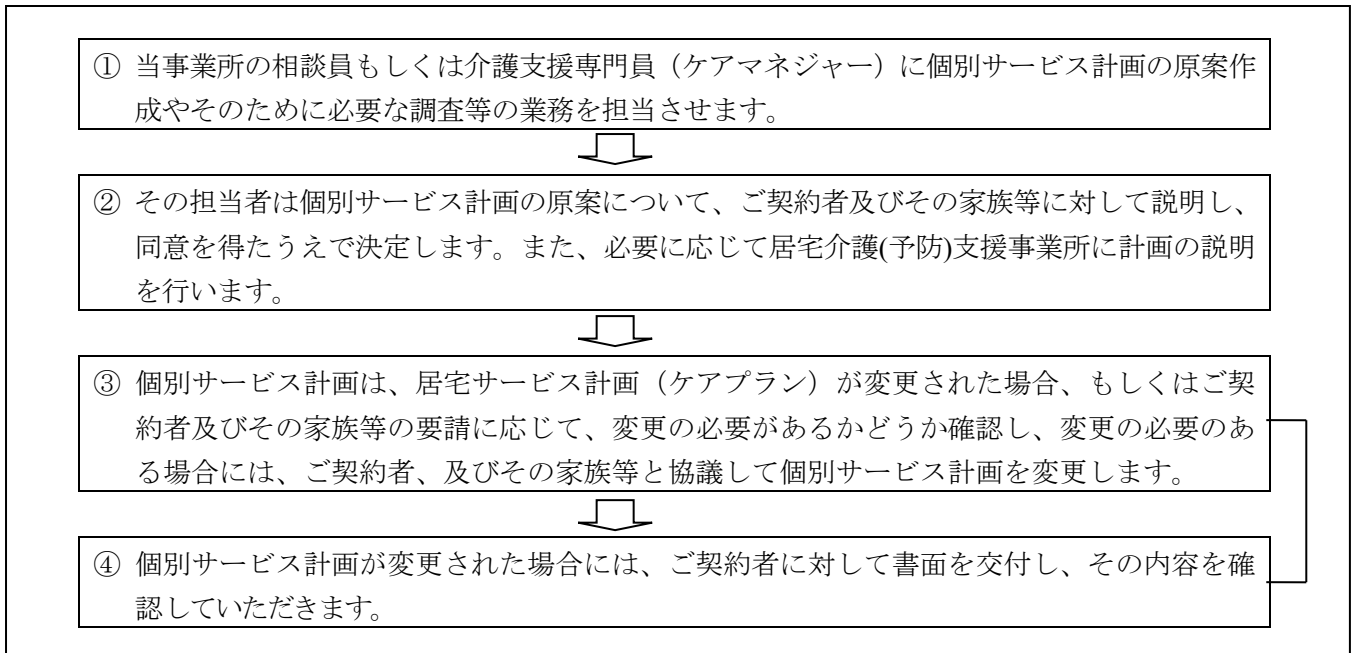 ① 当事業所の相談員もしくは介護支援専門員（ケアマネジャー）に個別サービス計画の原案作
成やそのために必要な調査等の業務を担当させます。
② その担当者は個別サービス計画の原案について、ご契約者及びその家族等に対して説明し、
同意を得たうえで決定します。また、必要に応じて居宅介護(予防)支援事業所に計画の説明
を行います。
③ 個別サービス計画は、居宅サービス計画（ケアプラン）が変更された場合、もしくはご契
約者及びその家族等の要請に応じて、変更の必要があるかどうか確認し、変更の必要のあ
る場合には、ご契約者、及びその家族等と協議して個別サービス計画を変更します。
④ 個別サービス計画が変更された場合には、ご契約者に対して書面を交付し、その内容を確
認していただきます。